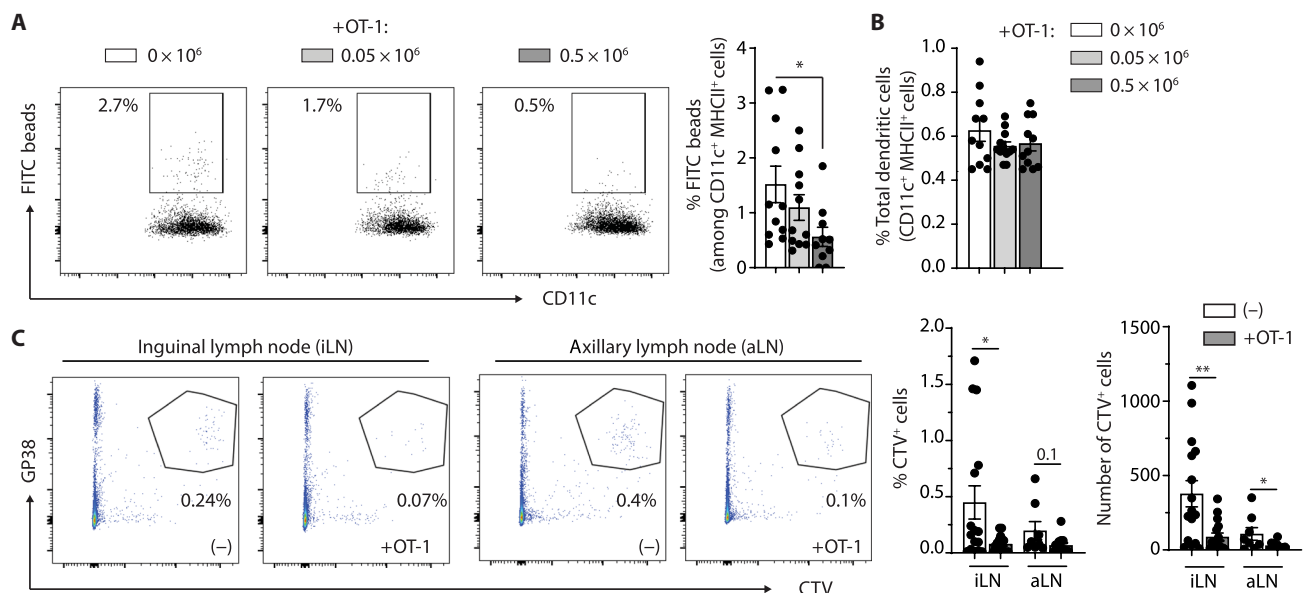 A
+OT-1:
0 × 10⁶
0.05 × 10⁶
0.5 × 10⁶
2.7%
1.7%
0.5%
FITC beads
CD11c
% FITC beads
(among CD11c⁺ MHCII⁺ cells)
4
3
2
1
0
*
B
+OT-1:
0 × 10⁶
0.05 × 10⁶
0.5 × 10⁶
% Total dendritic cells
(CD11c⁺ MHCII⁺ cells)
1.0
0.8
0.6
0.4
0.2
0.0
C
Inguinal lymph node (iLN)
Axillary lymph node (aLN)
GP38
0.24%
(−)
0.07%
+OT-1
0.4%
(−)
0.1%
+OT-1
CTV
% CTV⁺ cells
2.0
1.5
1.0
0.5
0.0
*
0.1
iLN
aLN
(−)
+OT-1
Number of CTV⁺ cells
1500
1000
500
0
**
*
iLN
aLN